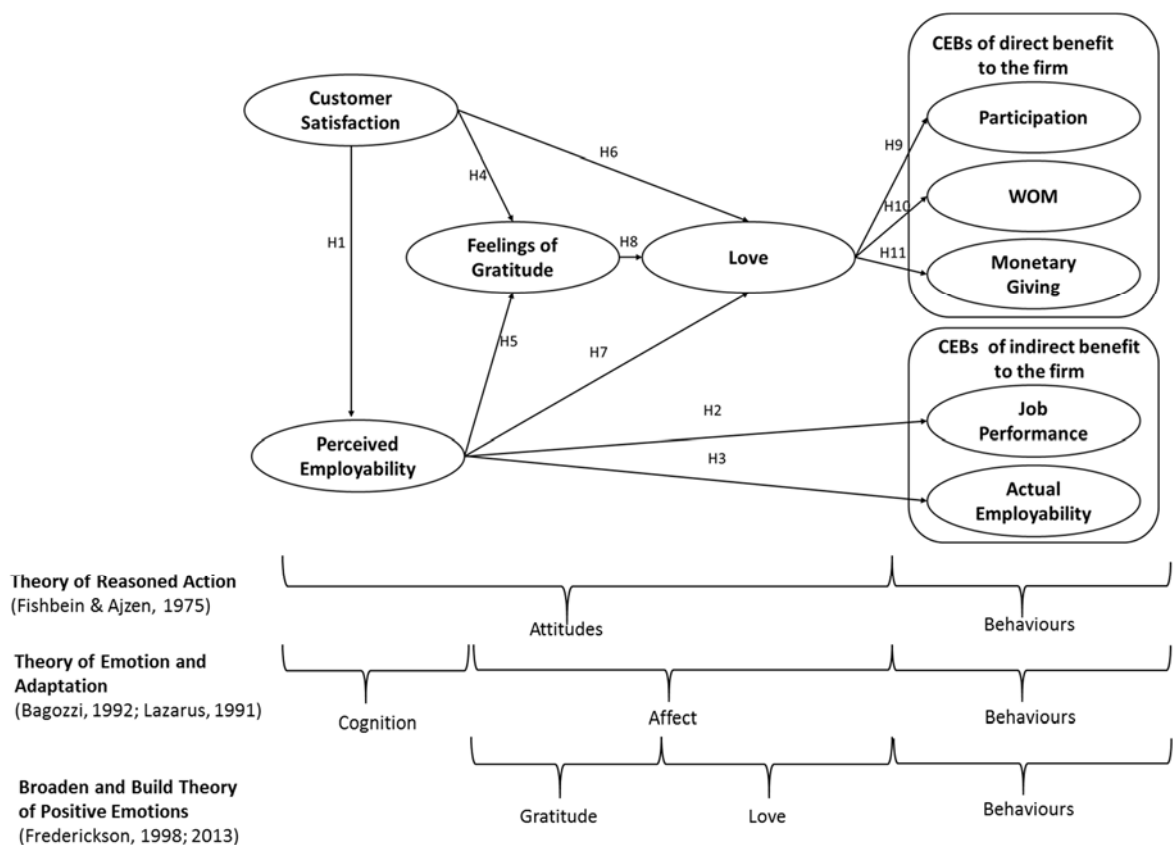 CEBs of direct benefit
to the firm
Customer
Satisfaction
Participation
H9
H6
H4
WOM
H10
H1
Feelings of
Gratitude
H8
Love
H11
Monetary
Giving
H5
H7
CEBs of indirect benefit
to the firm
H2
Job
Performance
Perceived
Employability
H3
Actual
Employability
Theory of Reasoned Action
(Fishbein & Ajzen, 1975)
Attitudes
Behaviours
Theory of Emotion and
Adaptation
(Bagozzi, 1992; Lazarus, 1991)
Cognition
Affect
Behaviours
Broaden and Build Theory
of Positive Emotions
(Frederickson, 1998; 2013)
Gratitude
Love
Behaviours